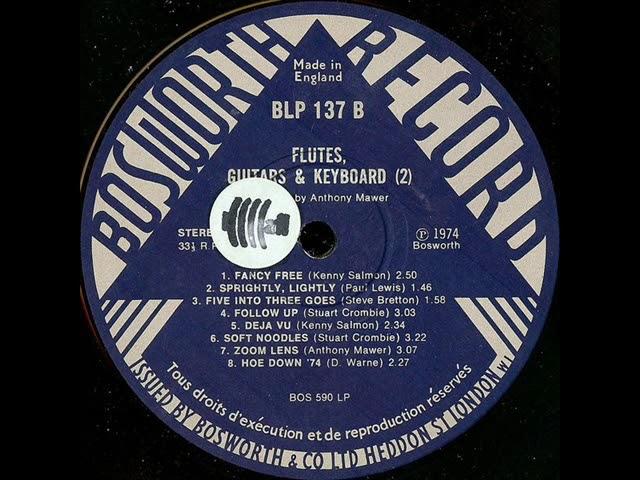 BOSWORTH RECORD
Made in
England
BLP 137 B
FLUTES,
GUITARS & KEYBOARD (2)
by Anthony Mawer
STEREO
33⅓ R.P
℗ 1974
Bosworth
1. FANCY FREE (Kenny Salmon) 2.50
2. SPRIGHTLY, LIGHTLY (Paul Lewis) 1.46
3. FIVE INTO THREE GOES (Steve Bretton) 1.58
4. FOLLOW UP (Stuart Crombie) 3.03
5. DEJA VU (Kenny Salmon) 2.34
6. SOFT NOODLES (Stuart Crombie) 3.22
7. ZOOM LENS (Anthony Mawer) 3.07
8. HOE DOWN '74 (D. Warne) 2.27
BOS 590 LP
Tous droits d'exécution et de reproduction réservés
ISSUED BY BOSWORTH & CO LTD HEDDON ST LONDON W.1.